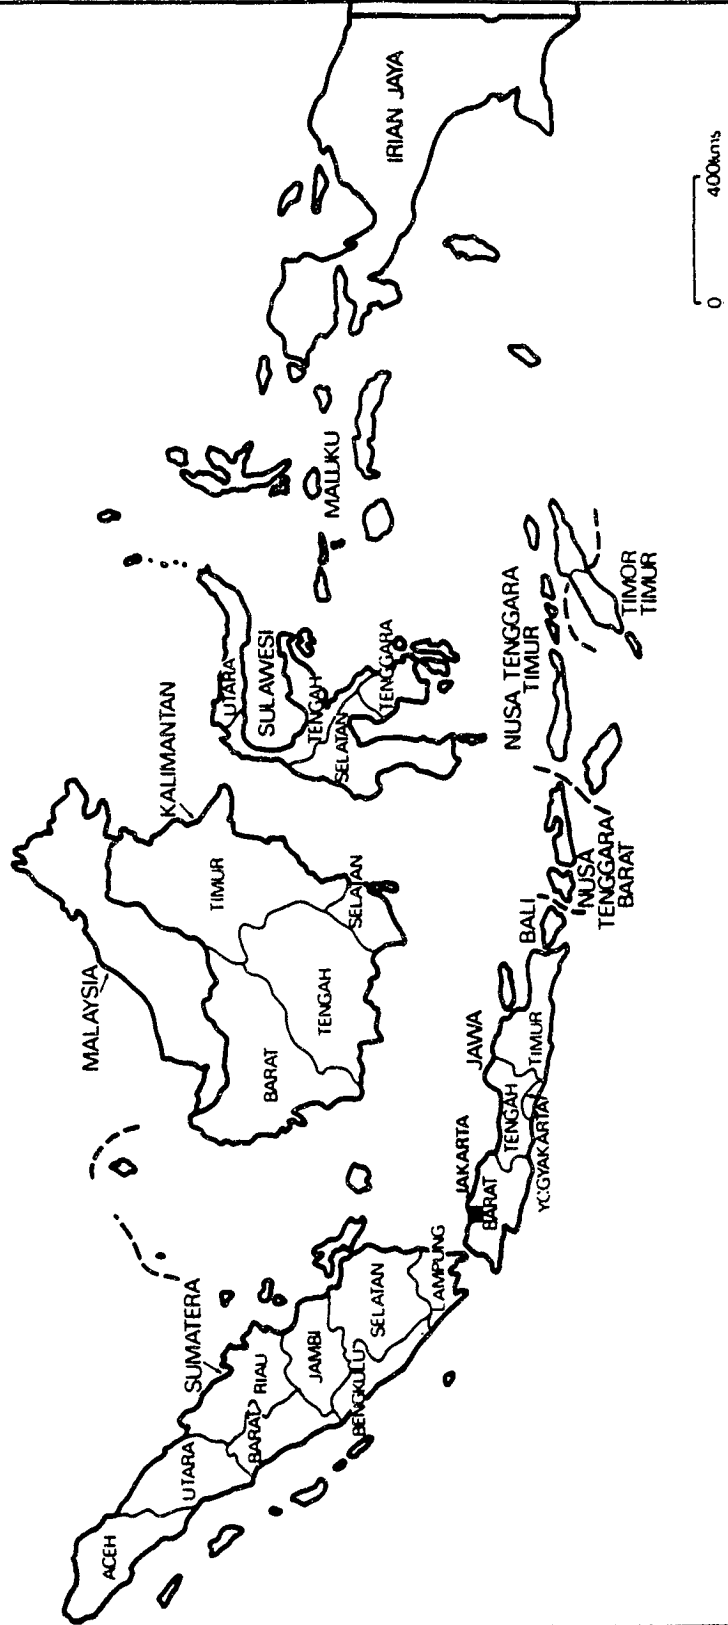 ACEH
UTARA
SUMATERA
BARAT
RIAU
JAMBI
BENGKULU
SELATAN
LAMPUNG
MALAYSIA
KALIMANTAN
BARAT
TENGAH
TIMUR
SELATAN
JAKARTA
BARAT
JAWA
TENGAH
YOGYAKARTA
TIMUR
BALI
NUSA
TENGGARA
BARAT
UTARA
SULAWESI
TENGAH
SELATAN
TENGGARA
NUSA TENGGARA
TIMUR
TIMOR
TIMUR
MALUKU
IRIAN JAYA
0 400kms